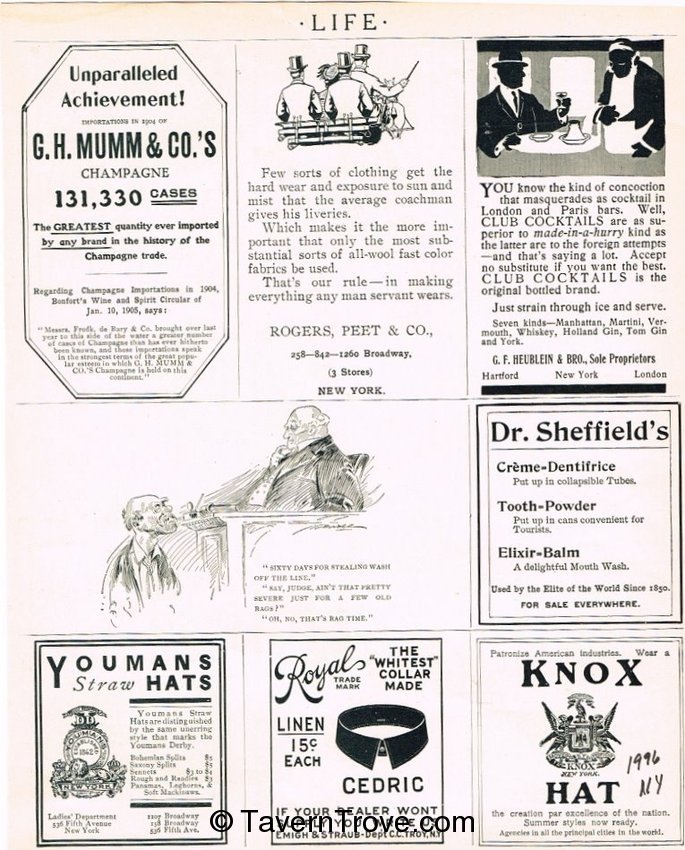 ·LIFE·
Unparalleled
Achievement!
IMPORTATIONS IN 1904 OF
G. H. MUMM & CO.'S
CHAMPAGNE
131,330 CASES
The GREATEST quantity ever imported
by any brand in the history of the
Champagne trade.
Regarding Champagne Importations in 1904,
Bonfort's Wine and Spirit Circular of
Jan. 10, 1905, says:
"Messrs. Fredk. de Bary & Co. brought over last
year to this side of the water a greater number
of cases of Champagne than has ever hitherto
been known, and these importations speak
in the strongest terms of the great popu-
lar esteem in which G. H. MUMM &
CO.'S Champagne is held on this
continent."
Few sorts of clothing get the
hard wear and exposure to sun and
mist that the average coachman
gives his liveries.
Which makes it the more im-
portant that only the most sub-
stantial sorts of all-wool fast color
fabrics be used.
That's our rule—in making
everything any man servant wears.
ROGERS, PEET & CO.,
258—842—1260 Broadway,
(3 Stores)
NEW YORK.
YOU know the kind of concoction
that masquerades as cocktail in
London and Paris bars. Well,
CLUB COCKTAILS are as su-
perior to made-in-a-hurry kind as
the latter are to the foreign attempts
—and that's saying a lot. Accept
no substitute if you want the best.
CLUB COCKTAILS is the
original bottled brand.
Just strain through ice and serve.
Seven kinds—Manhattan, Martini, Ver-
mouth, Whiskey, Holland Gin, Tom Gin
and York.
G. F. HEUBLEIN & BRO., Sole Proprietors
Hartford New York London
"SIXTY DAYS FOR STEALING WASH
OFF THE LINE."
"SAY, JUDGE, AIN'T THAT PRETTY
SEVERE JUST FOR A FEW OLD
RAGS?"
"OH, NO, THAT'S RAG TIME."
Dr. Sheffield's
Crème-Dentifrice
Put up in collapsible Tubes.
Tooth-Powder
Put up in cans convenient for
Tourists.
Elixir-Balm
A delightful Mouth Wash.
Used by the Elite of the World Since 1850.
FOR SALE EVERYWHERE.
YOUMANS
Straw HATS
1862
NEW YORK
Youmans Straw
Hats are distinguished
by the same unerring
style that marks the
Youmans Derby.
Bohemian Splits $5
Saxony Splits $5
Sennets $3 to $4
Rough and Readies $3
Panamas, Leghorns, &
Soft Mackinaws.
Ladies' Department
536 Fifth Avenue
New York
1107 Broadway
158 Broadway
536 Fifth Ave.
Royal
TRADE
MARK
THE
"WHITEST"
COLLAR
MADE
LINEN
15¢
EACH
CEDRIC
IF YOUR DEALER WONT
EMIGH & STRAUB-Dept C.C. TROY, N.Y.
Patronize American industries. Wear a
KNOX
KNOX
NEW YORK.
HAT
the creation par excellence of the nation.
Summer styles now ready.
Agencies in all the principal cities in the world.
1996
NY
© TavernTrove.com